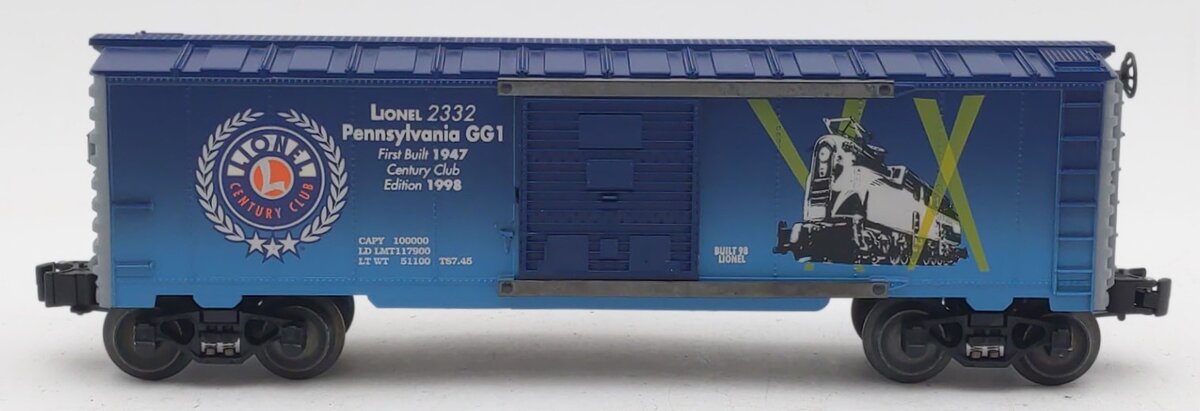 LIONEL
L
CENTURY CLUB
LIONEL 2332
Pennsylvania GG1
First Built 1947
Century Club
Edition 1998
CAPY 100000
LD LMT117900
LT WT 51100 TS7.45
BUILT 98
LIONEL